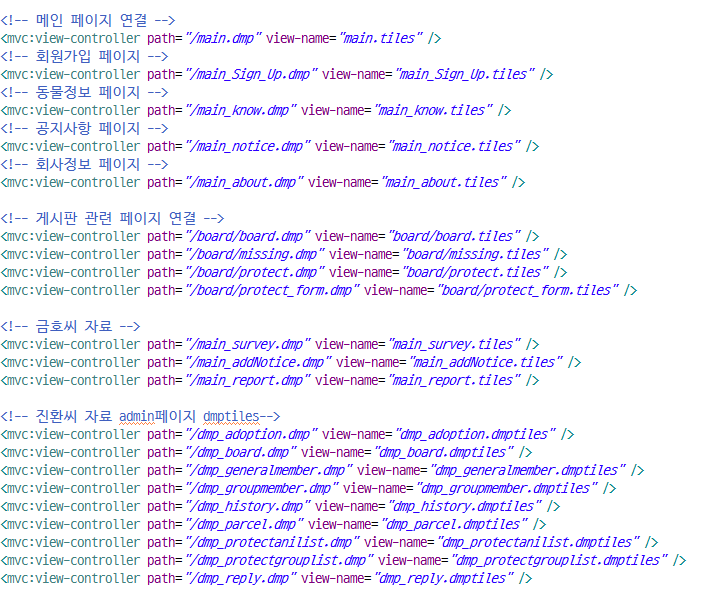 <!-- 메인 페이지 연결 -->
<mvc:view-controller path="/main.dmp" view-name="main.tiles" />
<!-- 회원가입 페이지 -->
<mvc:view-controller path="/main_Sign_Up.dmp" view-name="main_Sign_Up.tiles" />
<!-- 동물정보 페이지 -->
<mvc:view-controller path="/main_know.dmp" view-name="main_know.tiles" />
<!-- 공지사항 페이지 -->
<mvc:view-controller path="/main_notice.dmp" view-name="main_notice.tiles" />
<!-- 회사정보 페이지 -->
<mvc:view-controller path="/main_about.dmp" view-name="main_about.tiles" />
<!-- 게시판 관련 페이지 연결 -->
<mvc:view-controller path="/board/board.dmp" view-name="board/board.tiles" />
<mvc:view-controller path="/board/missing.dmp" view-name="board/missing.tiles" />
<mvc:view-controller path="/board/protect.dmp" view-name="board/protect.tiles" />
<mvc:view-controller path="/board/protect_form.dmp" view-name="board/protect_form.tiles" />
<!-- 금호씨 자료 -->
<mvc:view-controller path="/main_survey.dmp" view-name="main_survey.tiles" />
<mvc:view-controller path="/main_addNotice.dmp" view-name="main_addNotice.tiles" />
<mvc:view-controller path="/main_report.dmp" view-name="main_report.tiles" />
<!-- 진환씨 자료 admin페이지 dmptiles-->
<mvc:view-controller path="/dmp_adoption.dmp" view-name="dmp_adoption.dmptiles" />
<mvc:view-controller path="/dmp_board.dmp" view-name="dmp_board.dmptiles" />
<mvc:view-controller path="/dmp_generalmember.dmp" view-name="dmp_generalmember.dmptiles" />
<mvc:view-controller path="/dmp_groupmember.dmp" view-name="dmp_groupmember.dmptiles" />
<mvc:view-controller path="/dmp_history.dmp" view-name="dmp_history.dmptiles" />
<mvc:view-controller path="/dmp_parcel.dmp" view-name="dmp_parcel.dmptiles" />
<mvc:view-controller path="/dmp_protectanilist.dmp" view-name="dmp_protectanilist.dmptiles" />
<mvc:view-controller path="/dmp_protectgrouplist.dmp" view-name="dmp_protectgrouplist.dmptiles" />
<mvc:view-controller path="/dmp_reply.dmp" view-name="dmp_reply.dmptiles" />